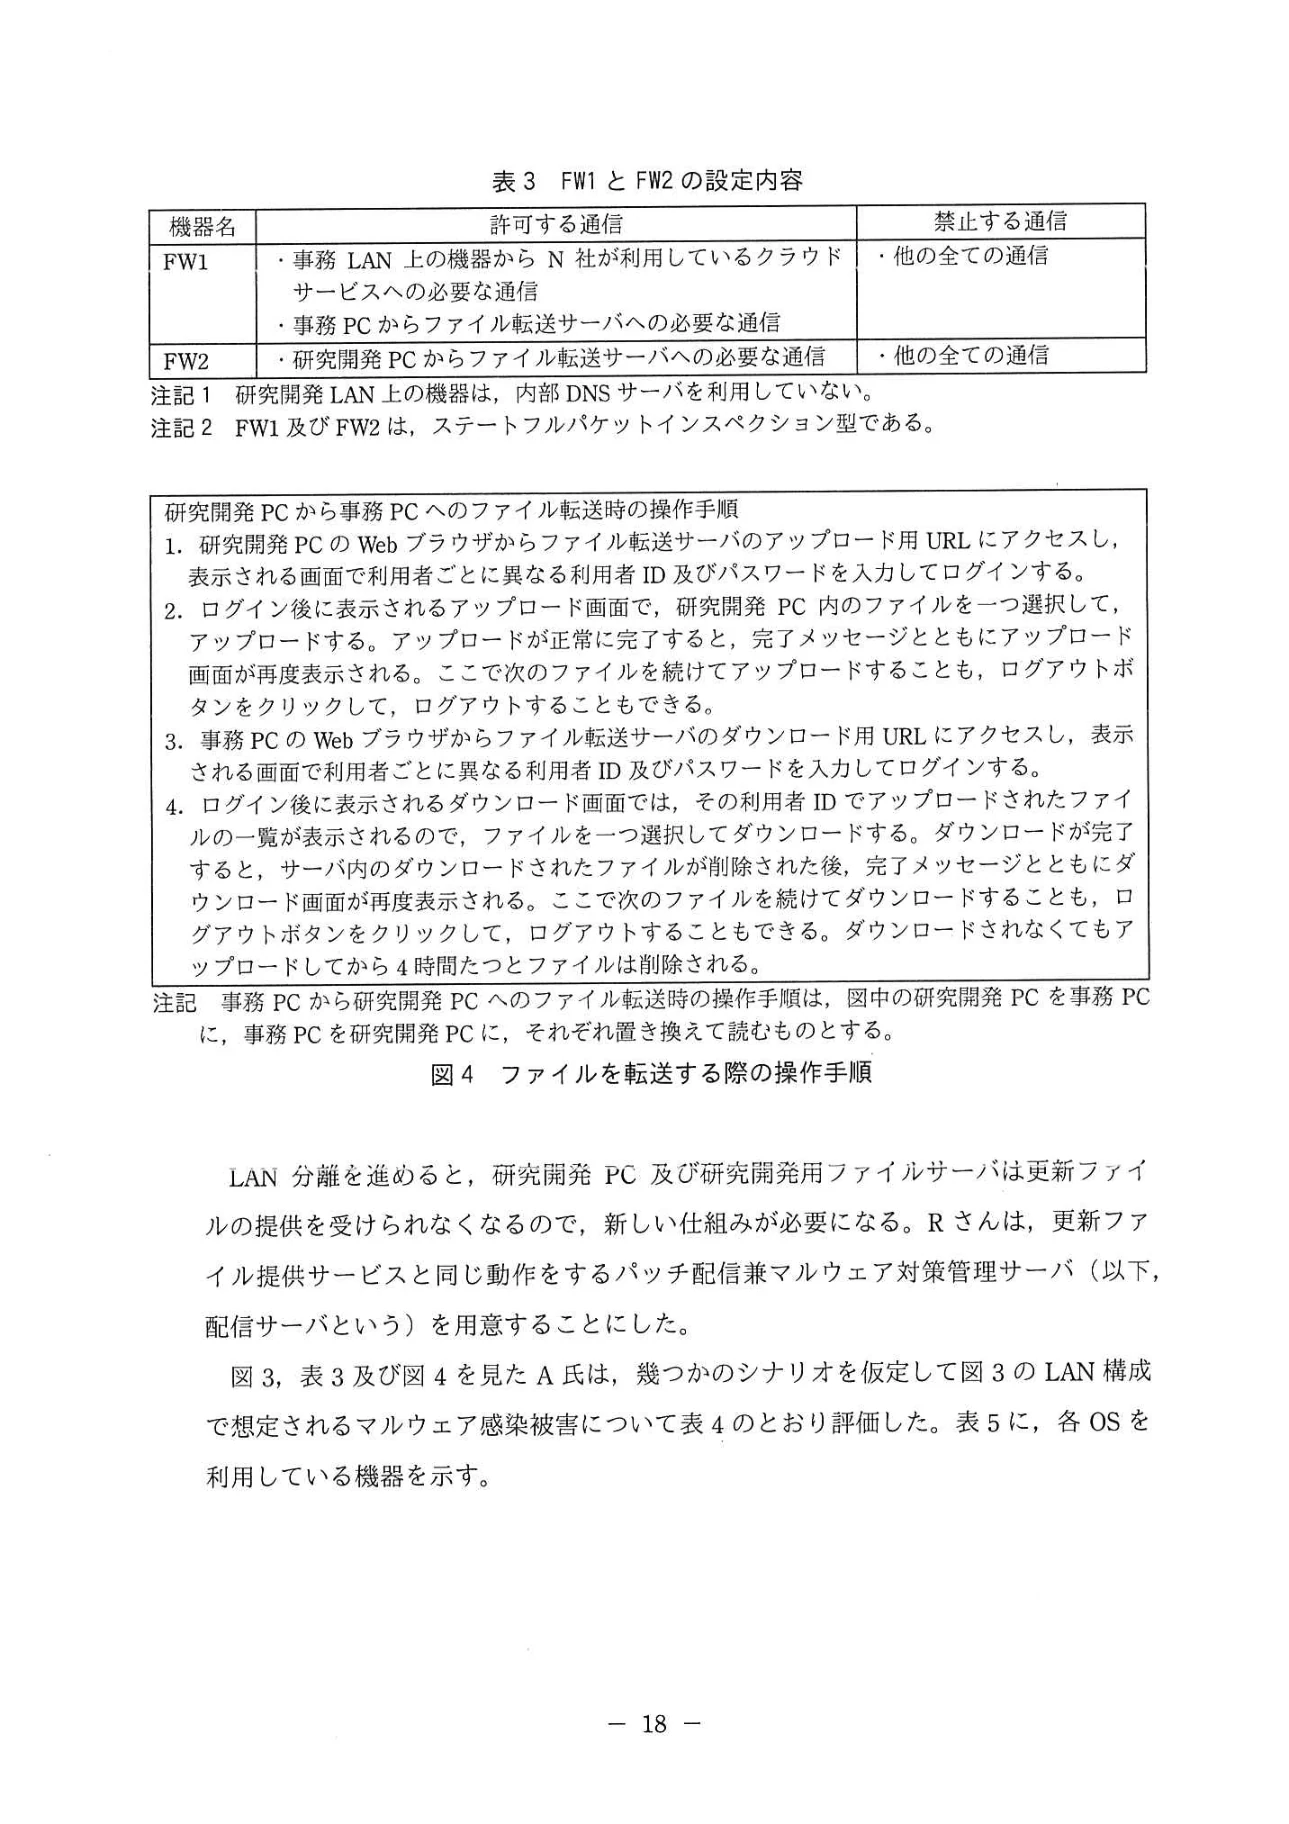 表3　FW1とFW2の設定内容
機器名　許可する通信　禁止する通信
FW1　・事務 LAN 上の機器から N 社が利用しているクラウド　・他の全ての通信
サービスへの必要な通信
・事務 PC からファイル転送サーバへの必要な通信
FW2　・研究開発 PC からファイル転送サーバへの必要な通信　・他の全ての通信
注記1　研究開発 LAN 上の機器は，内部 DNS サーバを利用していない。
注記2　FW1 及び FW2 は，ステートフルパケットインスペクション型である。
研究開発 PC から事務 PC へのファイル転送時の操作手順
1. 研究開発 PC の Web ブラウザからファイル転送サーバのアップロード用 URL にアクセスし，
表示される画面で利用者ごとに異なる利用者 ID 及びパスワードを入力してログインする。
2. ログイン後に表示されるアップロード画面で，研究開発 PC 内のファイルを一つ選択して，
アップロードする。アップロードが正常に完了すると，完了メッセージとともにアップロード
画面が再度表示される。ここで次のファイルを続けてアップロードすることも，ログアウトボ
タンをクリックして，ログアウトすることもできる。
3. 事務 PC の Web ブラウザからファイル転送サーバのダウンロード用 URL にアクセスし，表示
される画面で利用者ごとに異なる利用者 ID 及びパスワードを入力してログインする。
4. ログイン後に表示されるダウンロード画面では，その利用者 ID でアップロードされたファイ
ルの一覧が表示されるので，ファイルを一つ選択してダウンロードする。ダウンロードが完了
すると，サーバ内のダウンロードされたファイルが削除された後，完了メッセージとともにダ
ウンロード画面が再度表示される。ここで次のファイルを続けてダウンロードすることも，ロ
グアウトボタンをクリックして，ログアウトすることもできる。ダウンロードされなくてもア
ップロードしてから 4 時間たつとファイルは削除される。
注記　事務 PC から研究開発 PC へのファイル転送時の操作手順は，図中の研究開発 PC を事務 PC
に，事務 PC を研究開発 PC に，それぞれ置き換えて読むものとする。
図4　ファイルを転送する際の操作手順
LAN 分離を進めると，研究開発 PC 及び研究開発用ファイルサーバは更新ファイ
ルの提供を受けられなくなるので，新しい仕組みが必要になる。R さんは，更新ファ
イル提供サービスと同じ動作をするパッチ配信兼マルウェア対策管理サーバ（以下，
配信サーバという）を用意することにした。
図 3，表 3 及び図 4 を見た A 氏は，幾つかのシナリオを仮定して図 3 の LAN 構成
で想定されるマルウェア感染被害について表 4 のとおり評価した。表 5 に，各 OS を
利用している機器を示す。
－ 18 －